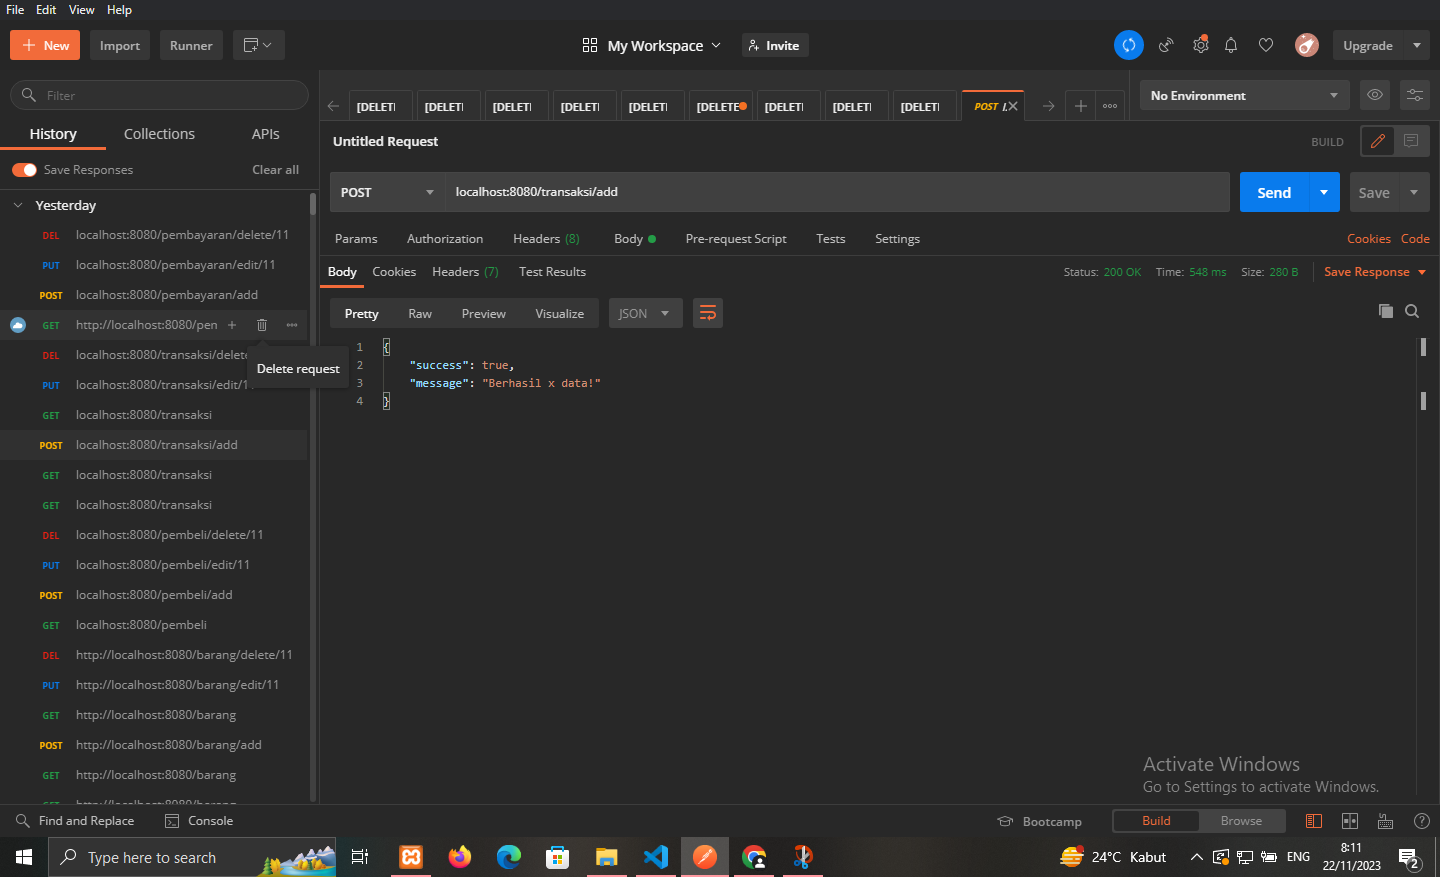 File Edit View Help
New Import Runner My Workspace Invite Upgrade
Filter
[DELETI [DELETI [DELETI [DELETI [DELETI [DELETE [DELETI [DELETI [DELETI POST No Environment
History Collections APIs
Untitled Request BUILD
Save Responses Clear all
POST localhost:8080/transaksi/add Send Save
Yesterday
DEL localhost:8080/pembayaran/delete/11
Params Authorization Headers (8) Body Pre-request Script Tests Settings Cookies Code
PUT localhost:8080/pembayaran/edit/11
Body Cookies Headers (7) Test Results Status: 200 OK Time: 548 ms Size: 280 B Save Response
POST localhost:8080/pembayaran/add
Pretty Raw Preview Visualize JSON
GET http://localhost:8080/pen
1 {
DEL localhost:8080/transaksi/delete
Delete request
2 "success": true,
PUT localhost:8080/transaksi/edit/1
3 "message": "Berhasil x data!"
4 }
GET localhost:8080/transaksi
POST localhost:8080/transaksi/add
GET localhost:8080/transaksi
GET localhost:8080/transaksi
DEL localhost:8080/pembeli/delete/11
PUT localhost:8080/pembeli/edit/11
POST localhost:8080/pembeli/add
GET localhost:8080/pembeli
DEL http://localhost:8080/barang/delete/11
PUT http://localhost:8080/barang/edit/11
GET http://localhost:8080/barang
POST http://localhost:8080/barang/add
GET http://localhost:8080/barang
GET http://localhost:8080/barang
Activate Windows
Go to Settings to activate Windows.
Find and Replace Console Bootcamp Build Browse
Type here to search 24°C Kabut ENG 8:11
22/11/2023 2